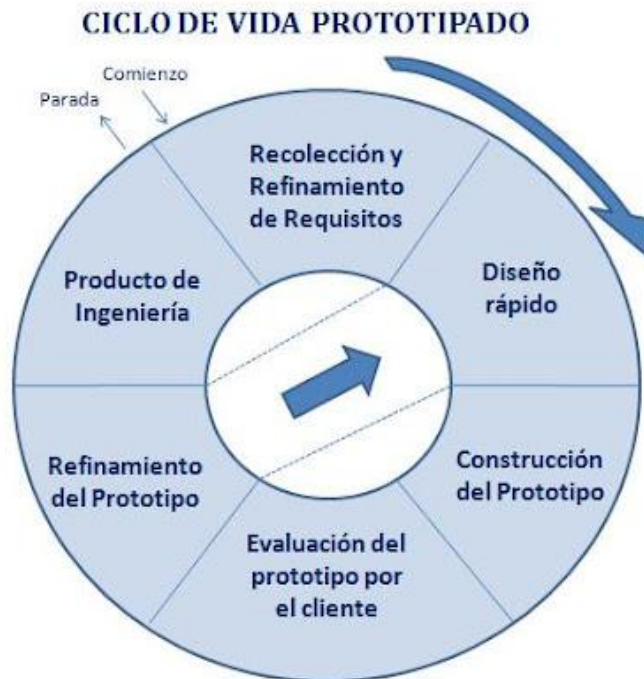 CICLO DE VIDA PROTOTIPADO
Comienzo
Parada
Recolección y
Refinamiento
de Requisitos
Diseño
rápido
Construcción
del Prototipo
Evaluación del
prototipo por
el cliente
Refinamiento
del Prototipo
Producto de
Ingeniería